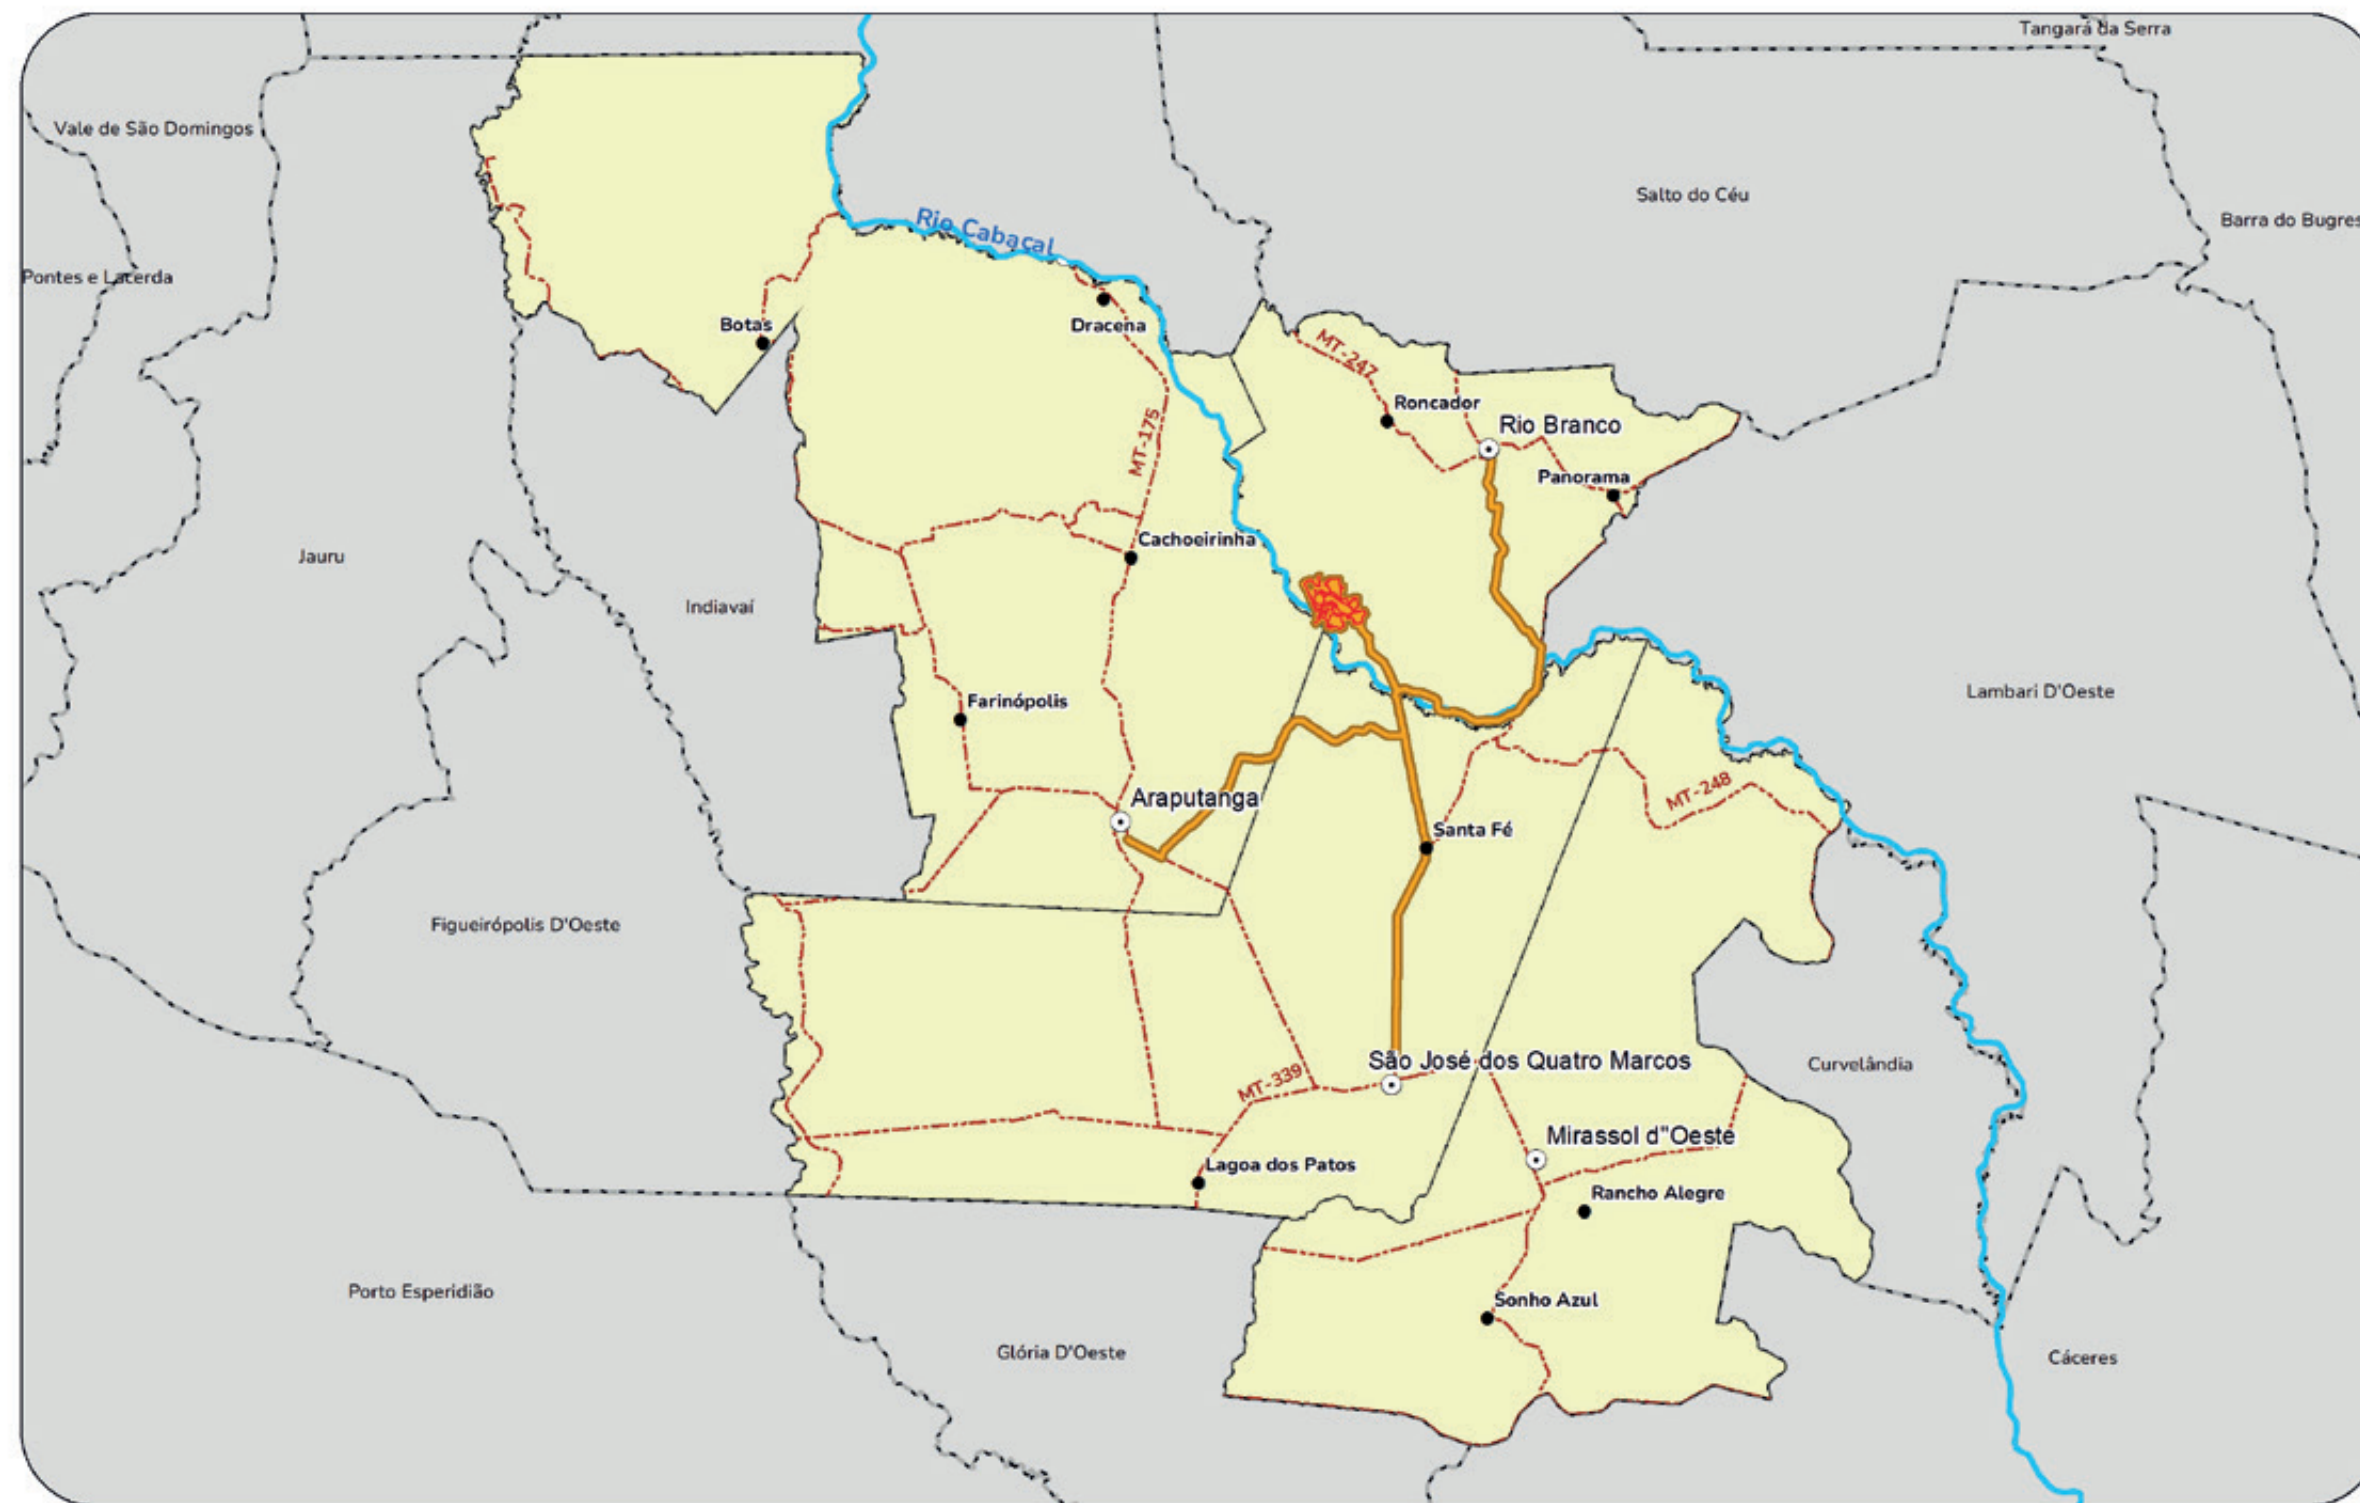 Tangará da Serra
Vale de São Domingos
Salto do Céu
Barra do Bugres
Rio Cabaçal
Pontes e Lacerda
Botas
Dracena
MT-247
Roncador
Rio Branco
MT-175
Panorama
Cachoeirinha
Jauru
Indiavaí
Lambari D'Oeste
Farinópolis
MT-248
Araputanga
Santa Fé
Figueirópolis D'Oeste
São José dos Quatro Marcos
Curvelândia
MT-339
Mirassol d"Oeste
Lagoa dos Patos
Rancho Alegre
Porto Esperidião
Sonho Azul
Glória D'Oeste
Cáceres